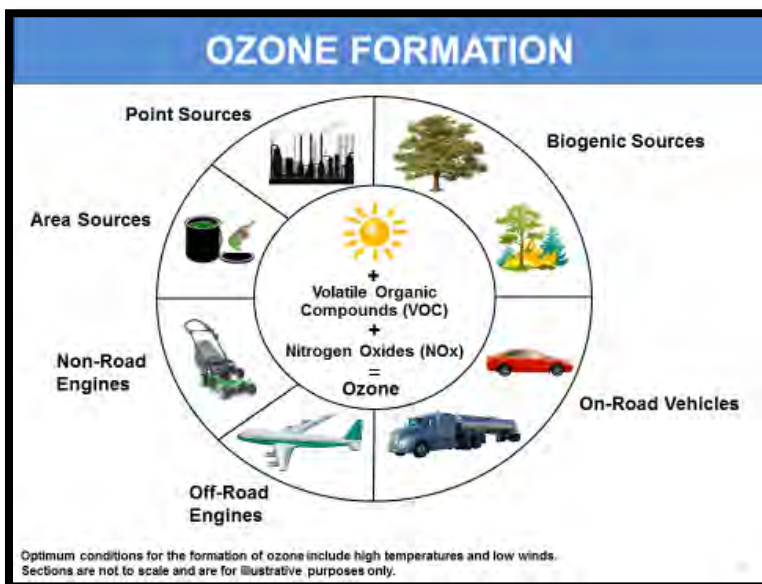 OZONE FORMATION
Point Sources
Biogenic Sources
Area Sources
+
Volatile Organic
Compounds (VOC)
+
Nitrogen Oxides (NOx)
=
Ozone
Non-Road
Engines
On-Road Vehicles
Off-Road
Engines
Optimum conditions for the formation of ozone include high temperatures and low winds.
Sections are not to scale and are for illustrative purposes only.